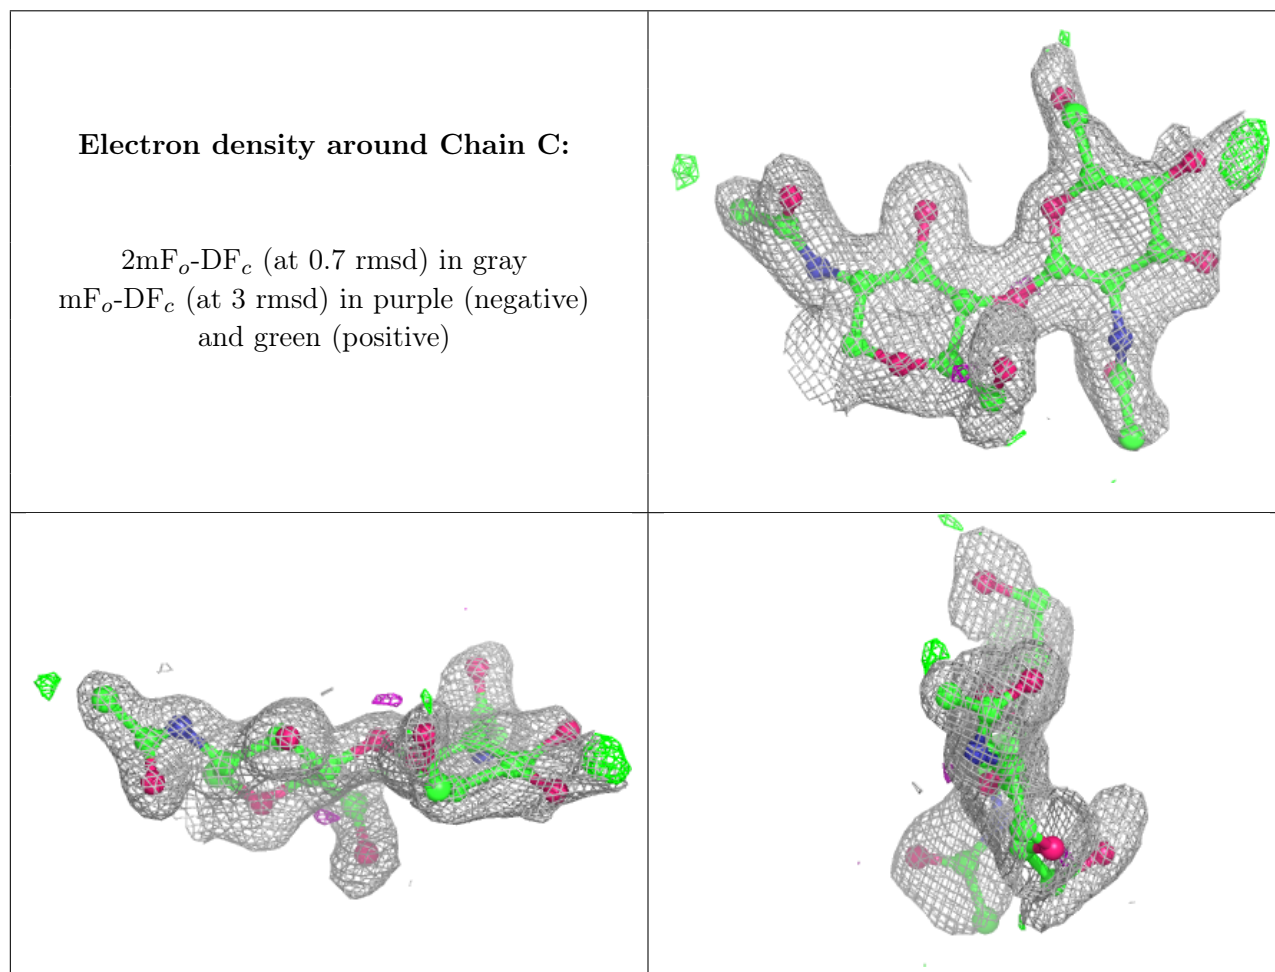 Electron density around Chain C:
2mFo-DFc (at 0.7 rmsd) in gray
mFo-DFc (at 3 rmsd) in purple (negative)
and green (positive)